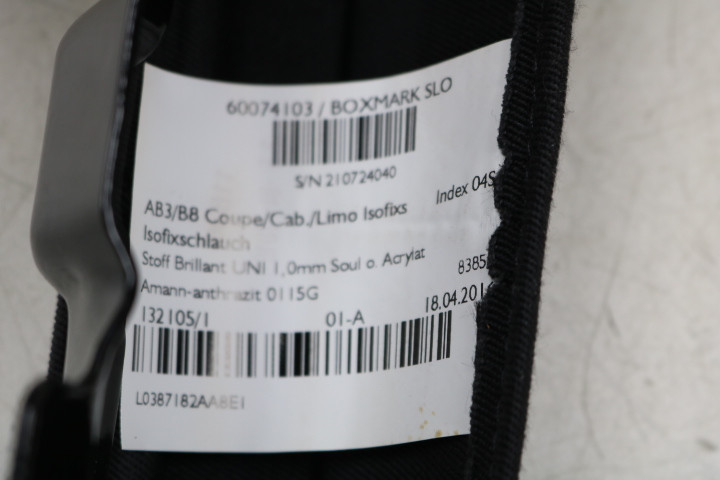 60074103 / BOXMARK SLO
S/N 210724040
Index 04S
AB3/B8 Coupe/Cab./Limo Isofixs
Isofixschlauch
Stoff Brillant UNI 1,0mm Soul o. Acrylat 8385
Amann-anthrazit 0115G
132105/1 01-A 18.04.201
L0387182AA8E1